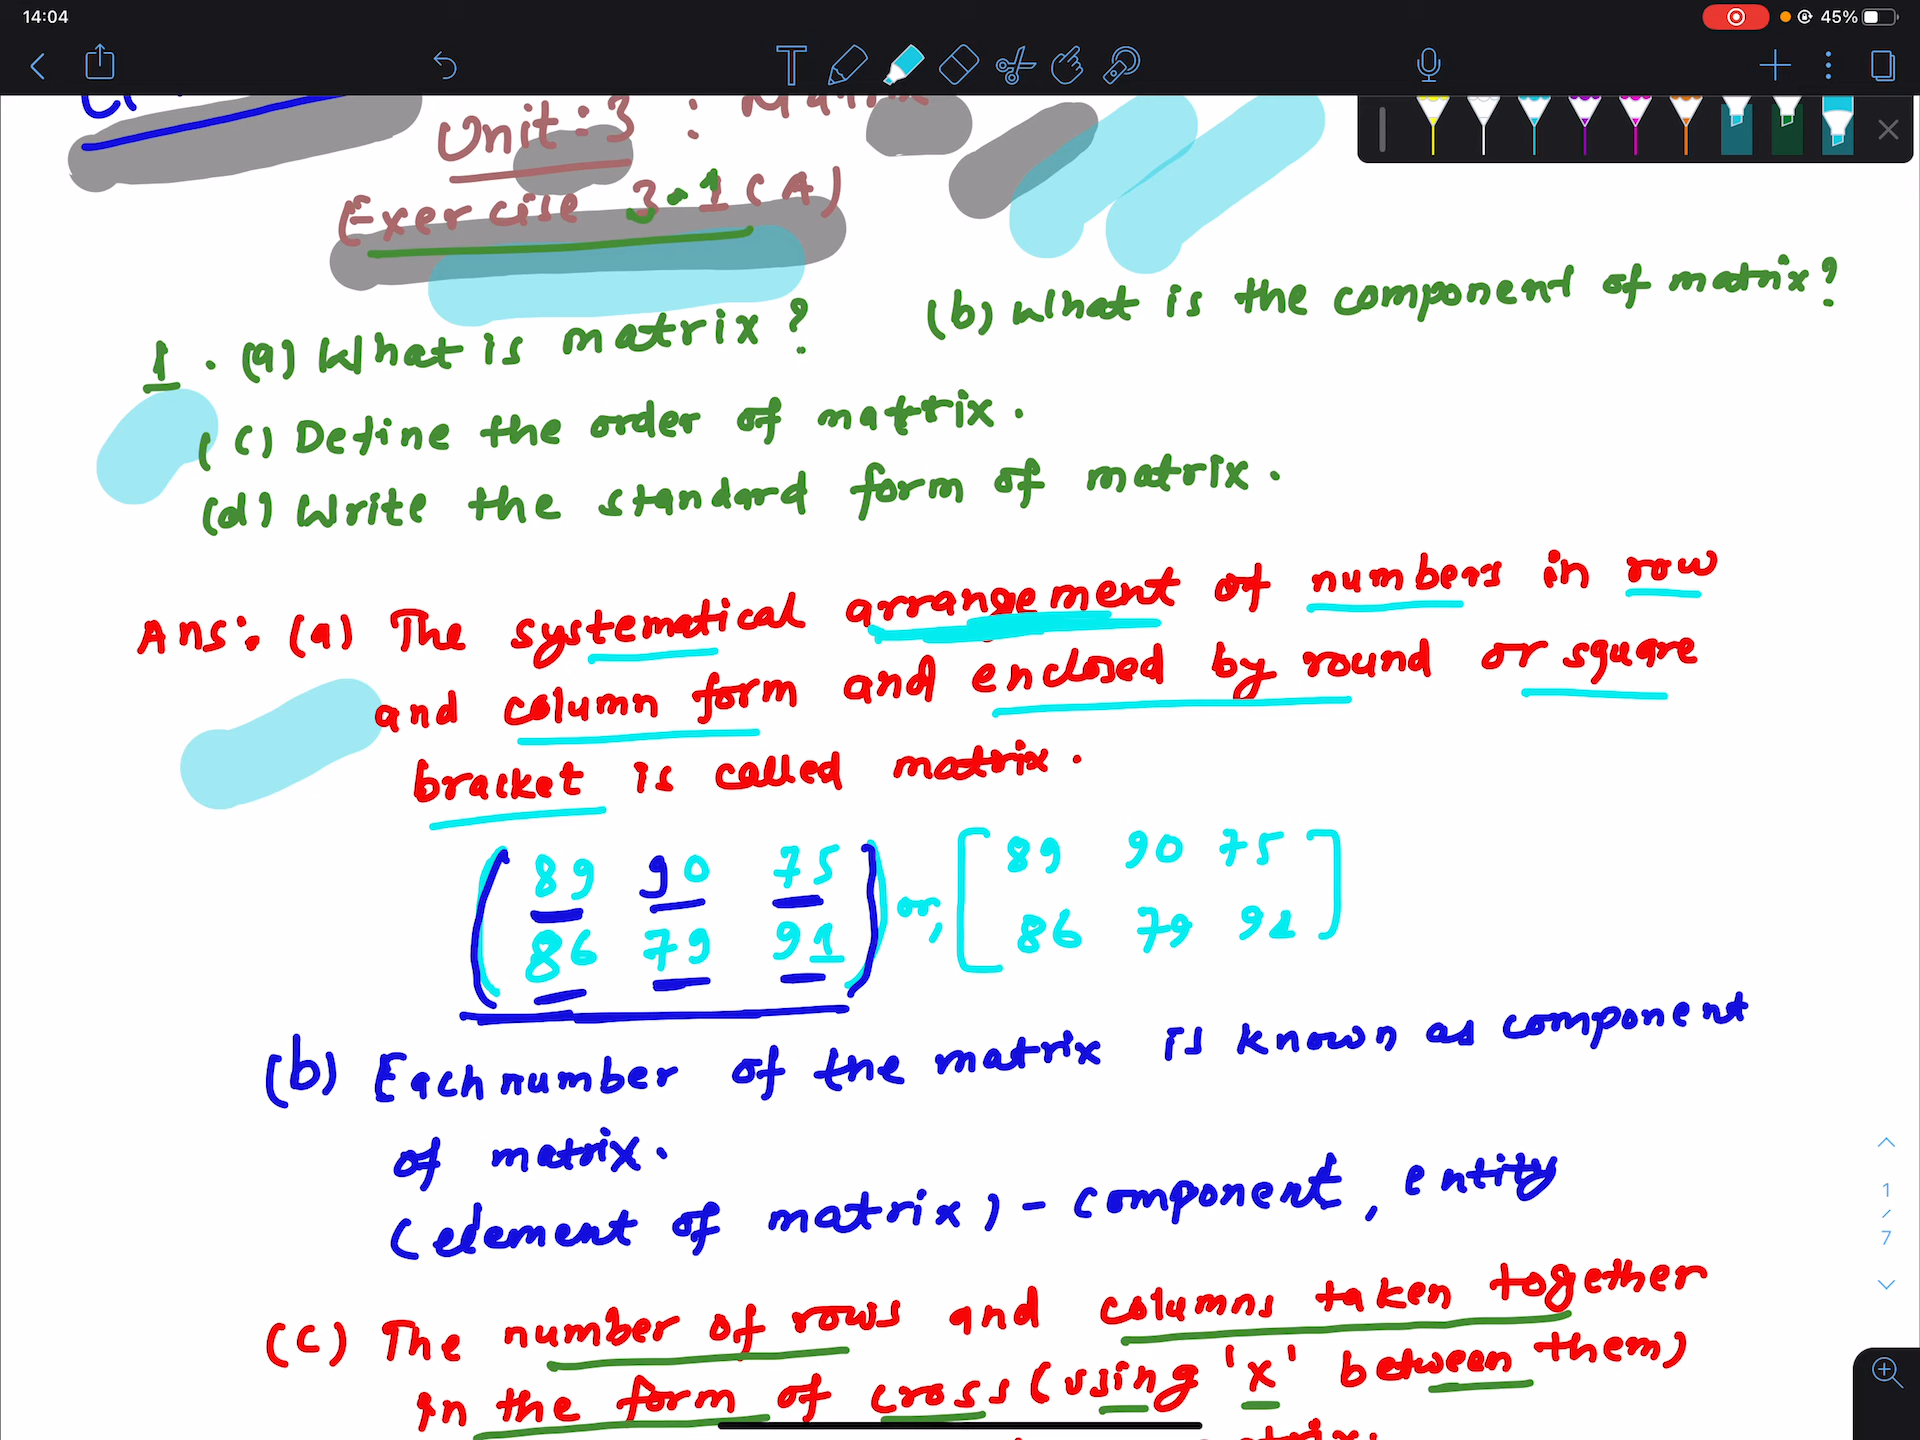 14:04
45%
Unit:3 :
Exercise 3.1(A)
1. (a) What is matrix? (b) What is the component of matrix?
(c) Define the order of matrix.
(d) Write the standard form of matrix.
Ans: (a) The systematical arrangement of numbers in row
and column form and enclosed by round or square
bracket is called matrix.
( 89 90 75 ) or, [ 89 90 75 ]
86 79 91 86 79 92
(b) Each number of the matrix is known as component
of matrix.
(element of matrix) - component, entity
(c) The number of rows and columns taken together
in the form of cross (using 'x' between them)
1
/
7